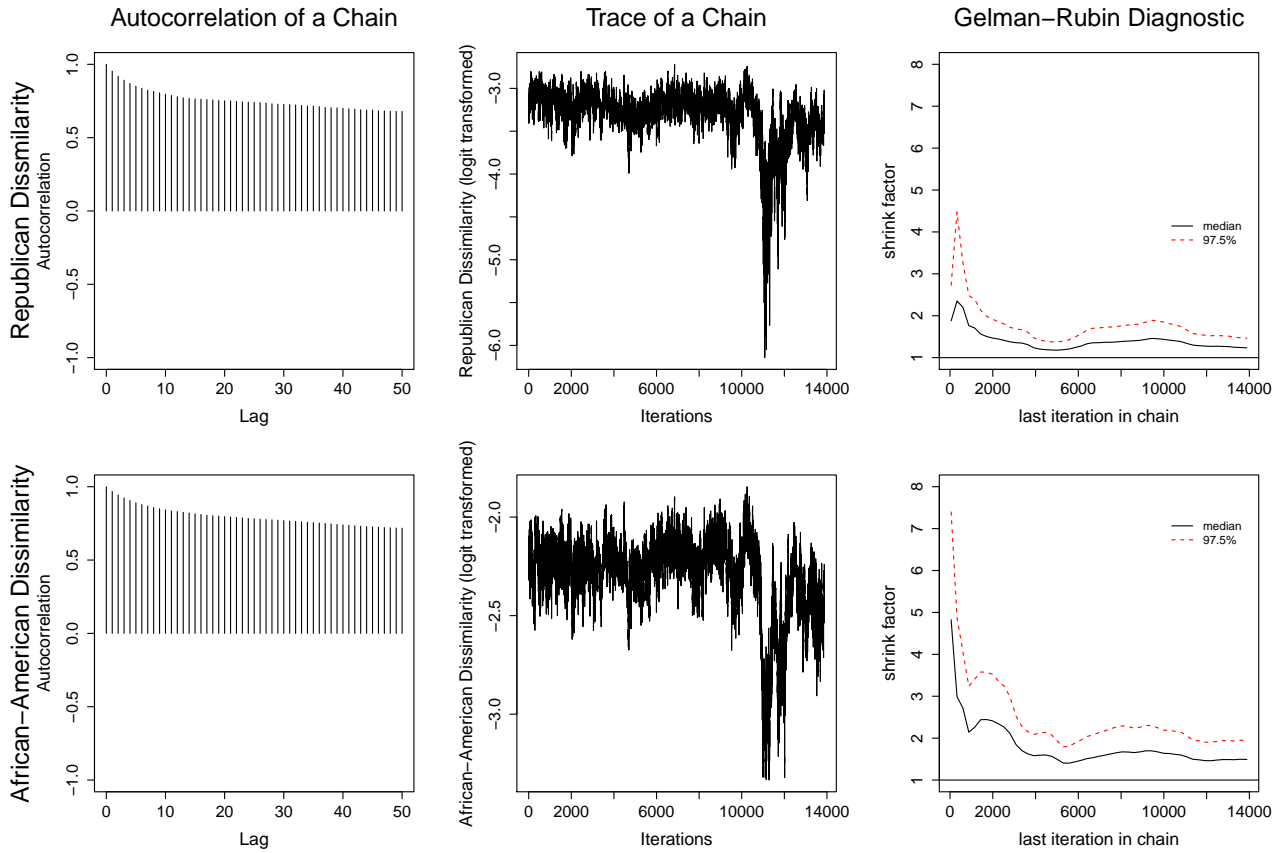 Autocorrelation of a Chain
Trace of a Chain
Gelman−Rubin Diagnostic
Republican Dissmilarity
Autocorrelation
1.0
0.5
0.0
−0.5
−1.0
0 10 20 30 40 50
Lag
Republican Dissimilarity (logit transformed)
−3.0
−4.0
−5.0
−6.0
0 2000 6000 10000 14000
Iterations
shrink factor
8
7
6
5
4
3
2
1
median
97.5%
0 2000 6000 10000 14000
last iteration in chain
African−American Dissimilarity
Autocorrelation
1.0
0.5
0.0
−0.5
−1.0
0 10 20 30 40 50
Lag
African−American Dissimilarity (logit transformed)
−2.0
−2.5
−3.0
0 2000 6000 10000 14000
Iterations
shrink factor
8
7
6
5
4
3
2
1
median
97.5%
0 2000 6000 10000 14000
last iteration in chain